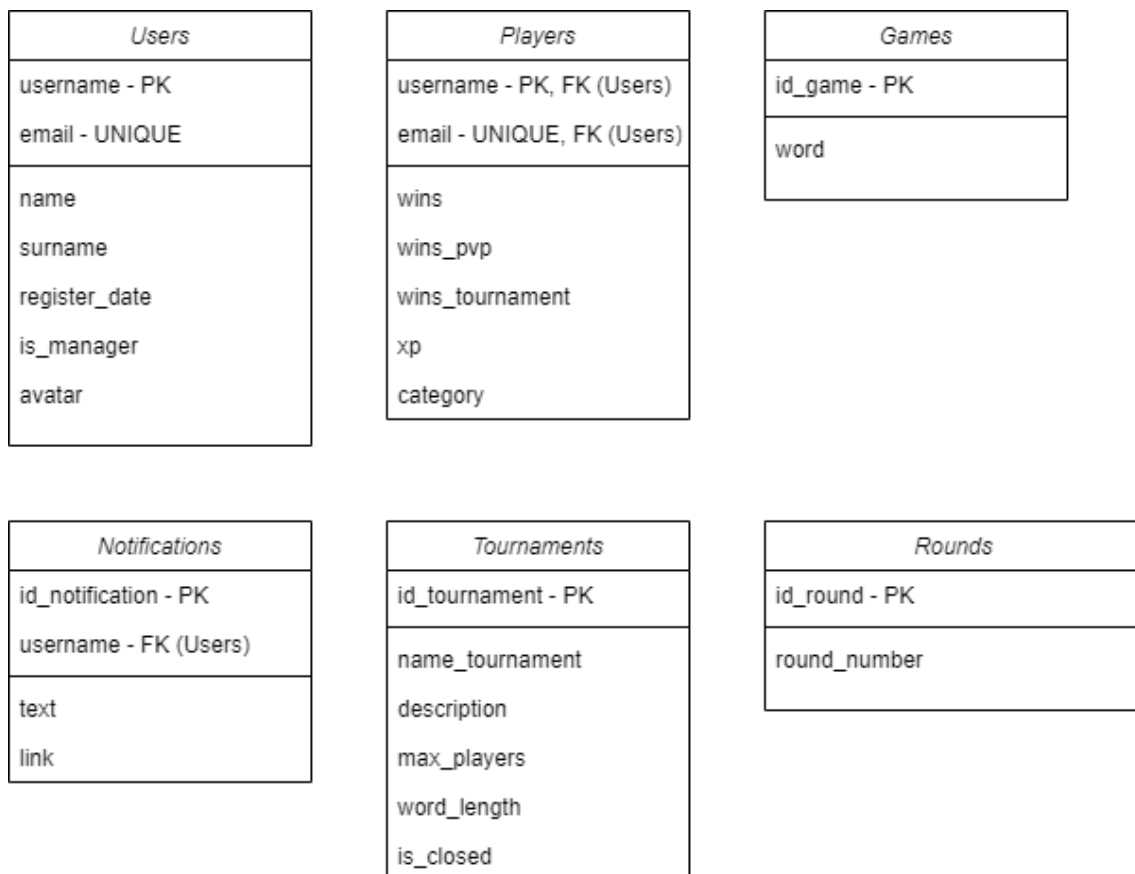 Users
username - PK
email - UNIQUE
name
surname
register_date
is_manager
avatar
Players
username - PK, FK (Users)
email - UNIQUE, FK (Users)
wins
wins_pvp
wins_tournament
xp
category
Games
id_game - PK
word
Notifications
id_notification - PK
username - FK (Users)
text
link
Tournaments
id_tournament - PK
name_tournament
description
max_players
word_length
is_closed
Rounds
id_round - PK
round_number